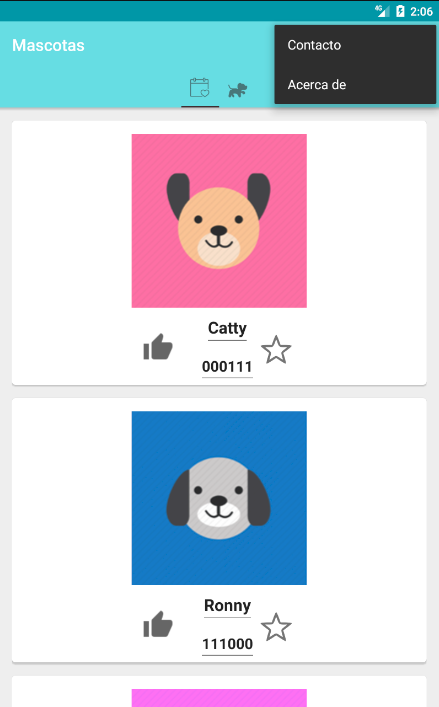 4G 2:06
Mascotas
Contacto
Acerca de
Catty
000111
Ronny
111000